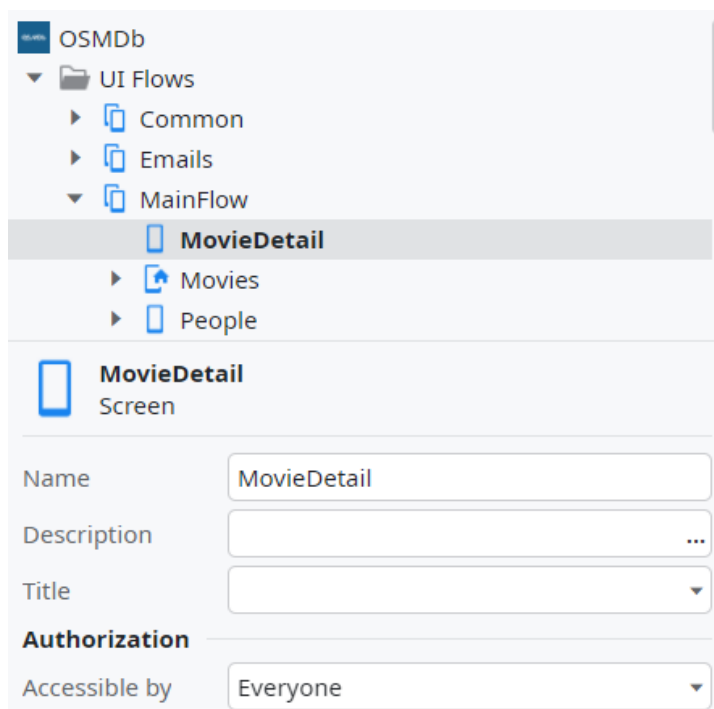 OSMDb
UI Flows
Common
Emails
MainFlow
MovieDetail
Movies
People
MovieDetail
Screen
Name MovieDetail
Description ...
Title
Authorization
Accessible by Everyone